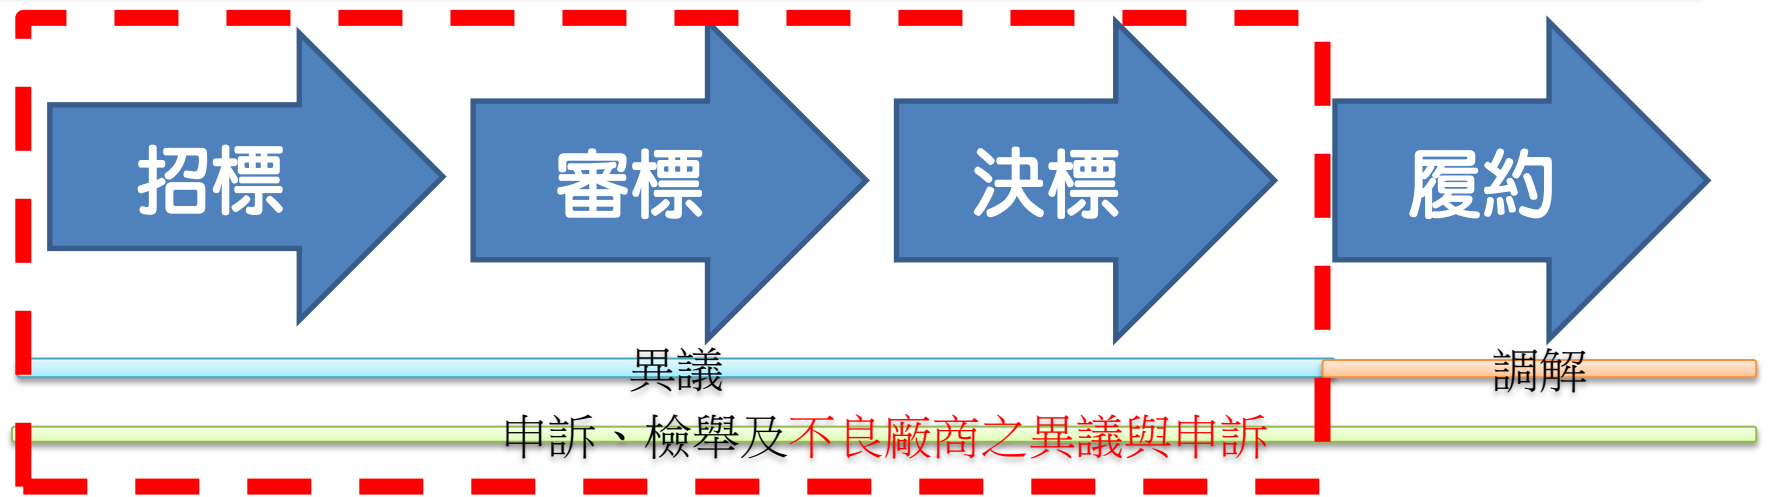 招標 審標 決標 履約
異議 調解
申訴、檢舉及不良廠商之異議與申訴